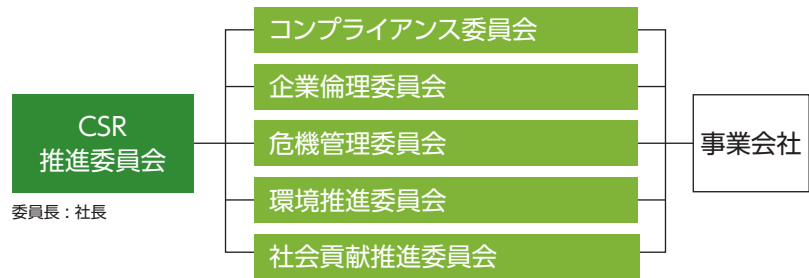 CSR
推進委員会
委員長：社長
コンプライアンス委員会
企業倫理委員会
危機管理委員会
環境推進委員会
社会貢献推進委員会
事業会社